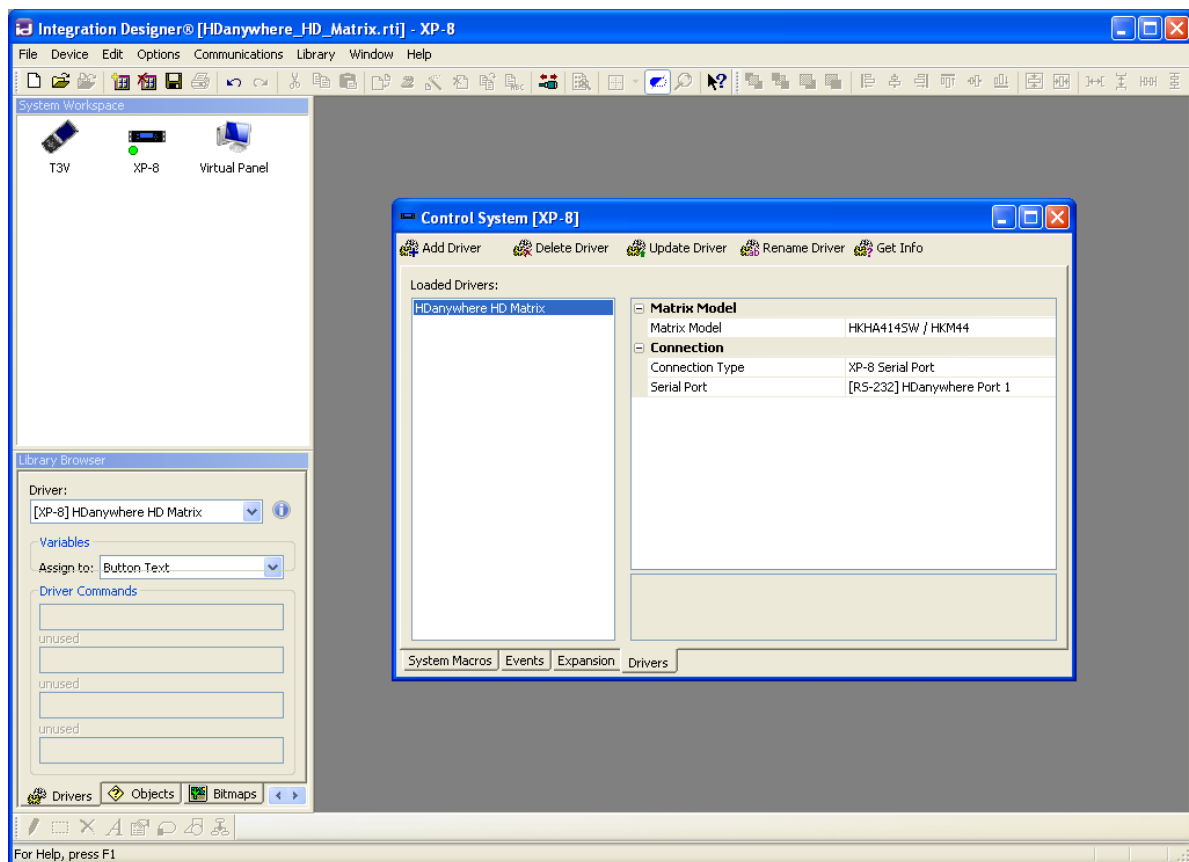 Integration Designer® [HDanywhere_HD_Matrix.rti] - XP-8
File Device Edit Options Communications Library Window Help
System Workspace
T3V XP-8 Virtual Panel
Control System [XP-8]
Add Driver Delete Driver Update Driver Rename Driver Get Info
Loaded Drivers:
HDanywhere HD Matrix
Matrix Model
Matrix Model HKHA414SW / HKM44
Connection
Connection Type XP-8 Serial Port
Serial Port [RS-232] HDanywhere Port 1
System Macros Events Expansion Drivers
Library Browser
Driver:
[XP-8] HDanywhere HD Matrix
Variables
Assign to: Button Text
Driver Commands
unused
unused
unused
Drivers Objects Bitmaps
For Help, press F1